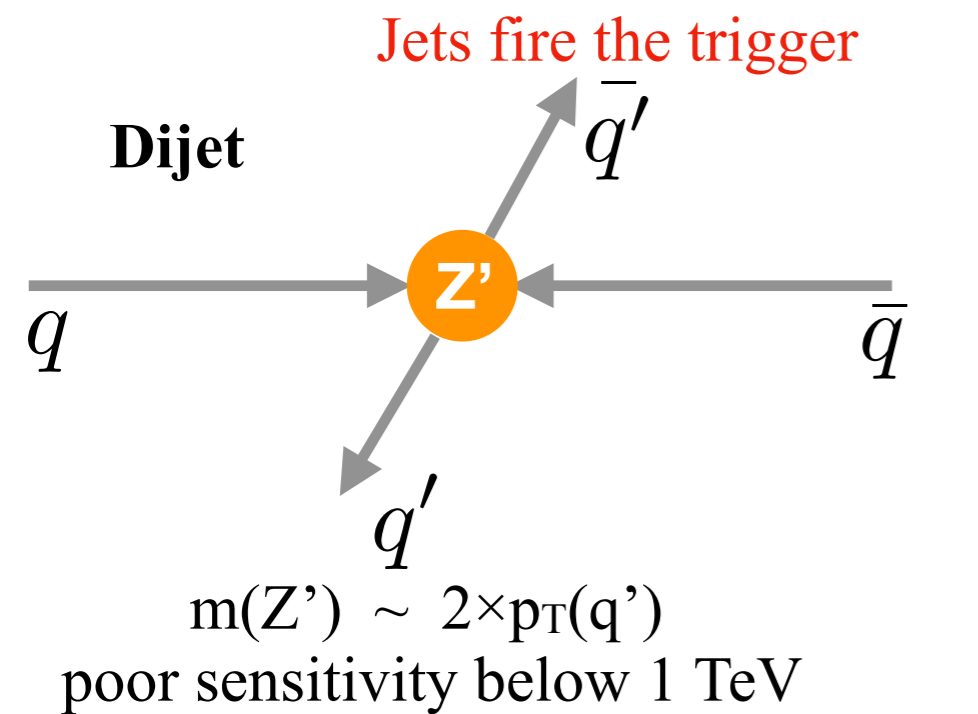 Jets fire the trigger
Dijet
q̄′
Z’
q
q̄
q′
m(Z’) ~ 2×pT(q’)
poor sensitivity below 1 TeV